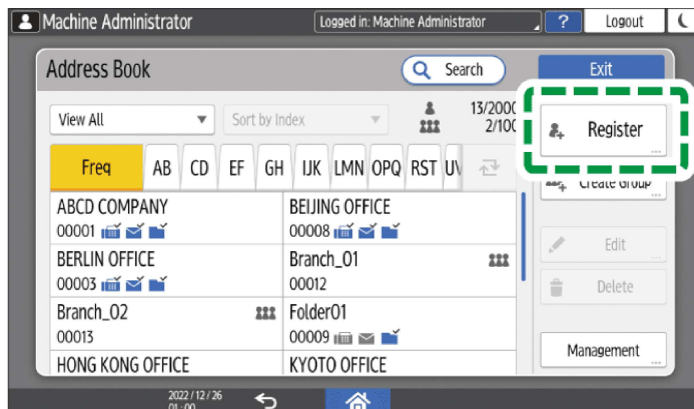 Machine Administrator
Logged in: Machine Administrator
?
Logout
Address Book
Search
Exit
View All
Sort by Index
13/2000
2/100
Register
Freq
AB
CD
EF
GH
IJK
LMN
OPQ
RST
UV
Create Group
ABCD COMPANY
00001
BEIJING OFFICE
00008
BERLIN OFFICE
00003
Branch_01
00012
Edit
Delete
Branch_02
00013
Folder01
00009
Management
HONG KONG OFFICE
KYOTO OFFICE
2022/12/26
01:00